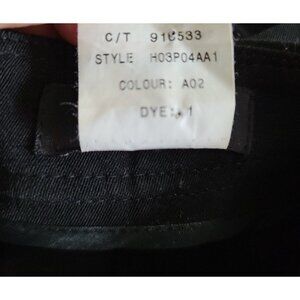 C/T 910533
STYLE H03P04AA1
COLOUR: A02
DYE: 1